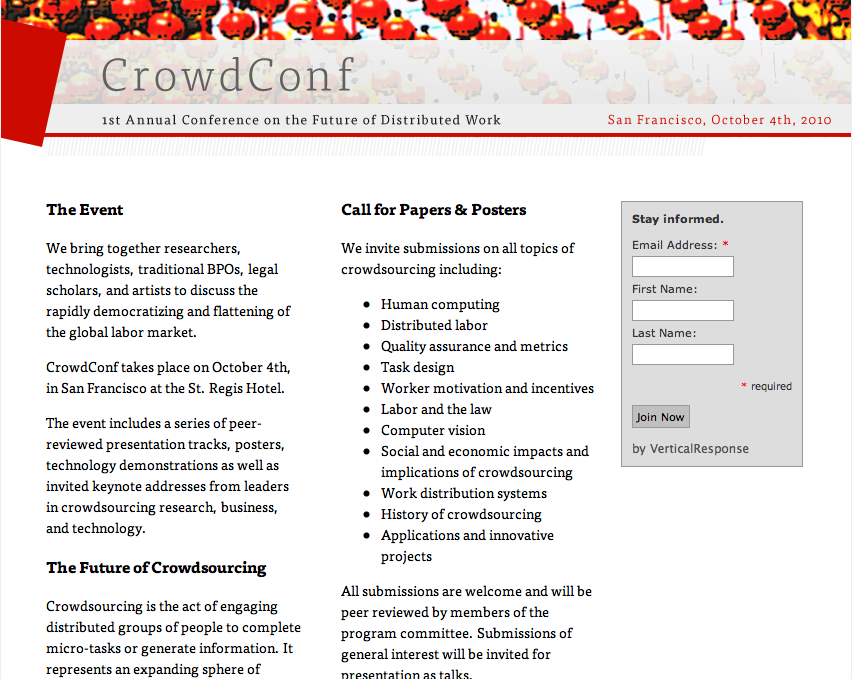 CrowdConf
1st Annual Conference on the Future of Distributed Work
San Francisco, October 4th, 2010
The Event
We bring together researchers,
technologists, traditional BPOs, legal
scholars, and artists to discuss the
rapidly democratizing and flattening of
the global labor market.
CrowdConf takes place on October 4th,
in San Francisco at the St. Regis Hotel.
The event includes a series of peer-
reviewed presentation tracks, posters,
technology demonstrations as well as
invited keynote addresses from leaders
in crowdsourcing research, business,
and technology.
The Future of Crowdsourcing
Crowdsourcing is the act of engaging
distributed groups of people to complete
micro-tasks or generate information. It
represents an expanding sphere of
Call for Papers & Posters
We invite submissions on all topics of
crowdsourcing including:
• Human computing
• Distributed labor
• Quality assurance and metrics
• Task design
• Worker motivation and incentives
• Labor and the law
• Computer vision
• Social and economic impacts and
implications of crowdsourcing
• Work distribution systems
• History of crowdsourcing
• Applications and innovative
projects
All submissions are welcome and will be
peer reviewed by members of the
program committee. Submissions of
general interest will be invited for
presentation as talks.
Stay informed.
Email Address: *
First Name:
Last Name:
* required
Join Now
by VerticalResponse